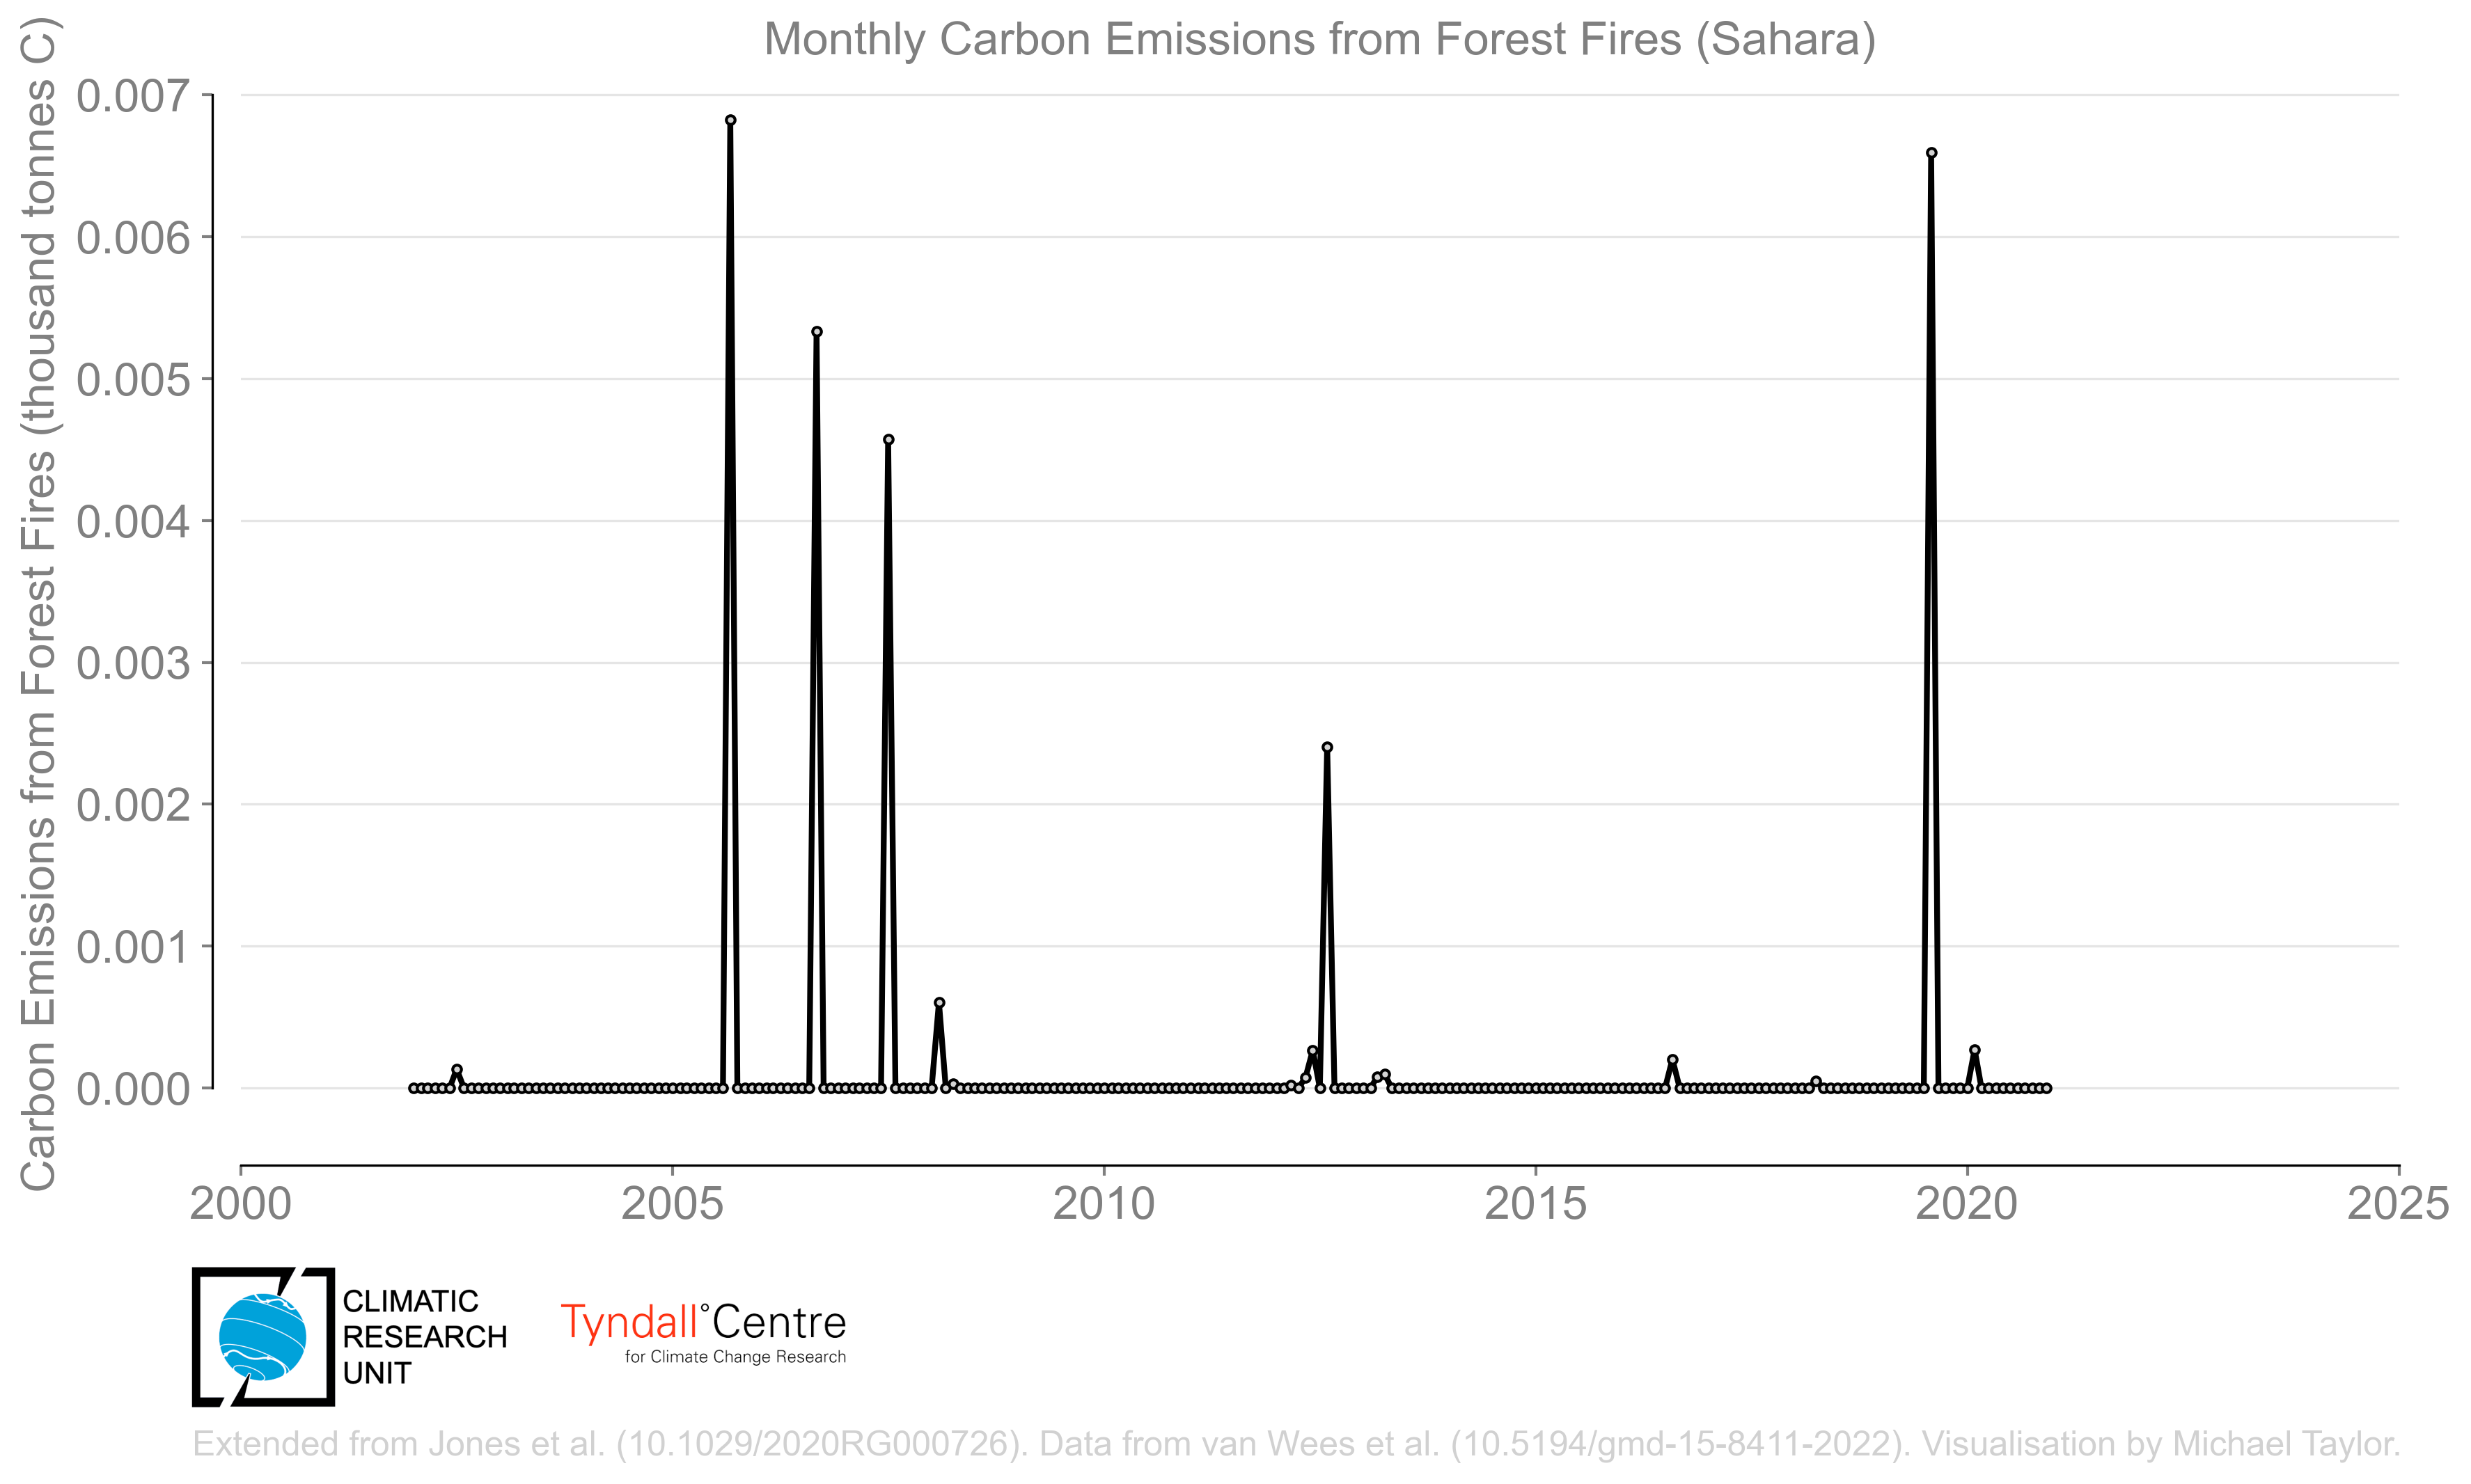 Monthly Carbon Emissions from Forest Fires (Sahara)
Carbon Emissions from Forest Fires (thousand tonnes C)
0.007
0.006
0.005
0.004
0.003
0.002
0.001
0.000
2000 2005 2010 2015 2020 2025
CLIMATIC
RESEARCH
UNIT
Tyndall°Centre
for Climate Change Research
Extended from Jones et al. (10.1029/2020RG000726). Data from van Wees et al. (10.5194/gmd-15-8411-2022). Visualisation by Michael Taylor.